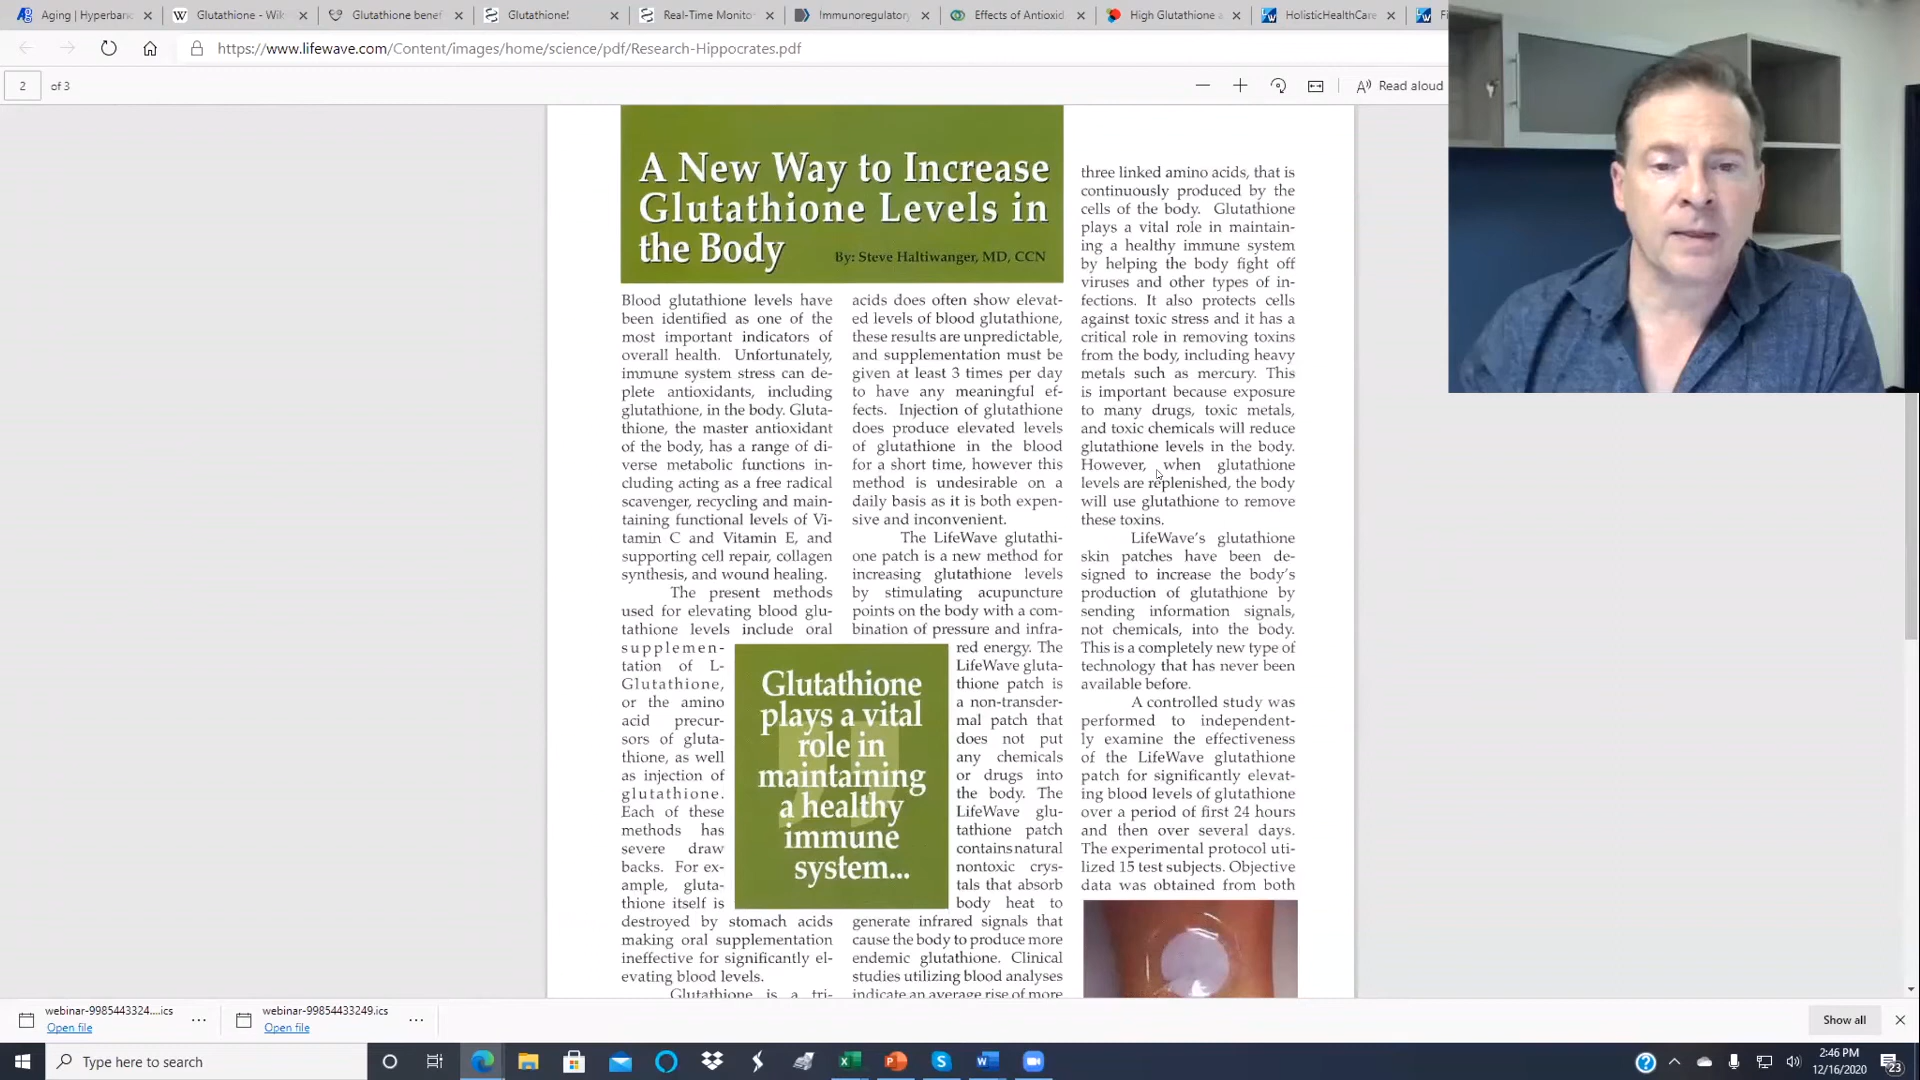 Aging | Hyperbar
Glutathione - Wik
Glutathione benef
Glutathione!
Real-Time Monito
Immunoregulatory
Effects of Antioxid
High Glutathione a
HolisticHealthCare
Fi
https://www.lifewave.com/Content/images/home/science/pdf/Research-Hippocrates.pdf
2 of 3
Read aloud
A New Way to Increase
Glutathione Levels in
the Body
By: Steve Haltiwanger, MD, CCN
Blood glutathione levels have
been identified as one of the
most important indicators of
overall health. Unfortunately,
immune system stress can de-
plete antioxidants, including
glutathione, in the body. Gluta-
thione, the master antioxidant
of the body, has a range of di-
verse metabolic functions in-
cluding acting as a free radical
scavenger, recycling and main-
taining functional levels of Vi-
tamin C and Vitamin E, and
supporting cell repair, collagen
synthesis, and wound healing.
The present methods
used for elevating blood glu-
tathione levels include oral
supplemen-
tation of L-
Glutathione,
or the amino
acid precur-
sors of gluta-
thione, as well
as injection of
glutathione.
Each of these
methods has
severe draw
backs. For ex-
ample, gluta-
thione itself is
destroyed by stomach acids
making oral supplementation
ineffective for significantly el-
evating blood levels.
Glutathione is a tri-
acids does often show elevat-
ed levels of blood glutathione,
these results are unpredictable,
and supplementation must be
given at least 3 times per day
to have any meaningful ef-
fects. Injection of glutathione
does produce elevated levels
of glutathione in the blood
for a short time, however this
method is undesirable on a
daily basis as it is both expen-
sive and inconvenient.
The LifeWave glutathi-
one patch is a new method for
increasing glutathione levels
by stimulating acupuncture
points on the body with a com-
bination of pressure and infra-
red energy. The
LifeWave gluta-
thione patch is
a non-transder-
mal patch that
does not put
any chemicals
or drugs into
the body. The
LifeWave glu-
tathione patch
contains natural
nontoxic crys-
tals that absorb
body heat to
generate infrared signals that
cause the body to produce more
endemic glutathione. Clinical
studies utilizing blood analyses
indicate an average rise of more
Glutathione
plays a vital
role in
maintaining
a healthy
immune
system...
three linked amino acids, that is
continuously produced by the
cells of the body. Glutathione
plays a vital role in maintain-
ing a healthy immune system
by helping the body fight off
viruses and other types of in-
fections. It also protects cells
against toxic stress and it has a
critical role in removing toxins
from the body, including heavy
metals such as mercury. This
is important because exposure
to many drugs, toxic metals,
and toxic chemicals will reduce
glutathione levels in the body.
However, when glutathione
levels are replenished, the body
will use glutathione to remove
these toxins.
LifeWave's glutathione
skin patches have been de-
signed to increase the body's
production of glutathione by
sending information signals,
not chemicals, into the body.
This is a completely new type of
technology that has never been
available before.
A controlled study was
performed to independent-
ly examine the effectiveness
of the LifeWave glutathione
patch for significantly elevat-
ing blood levels of glutathione
over a period of first 24 hours
and then over several days.
The experimental protocol uti-
lized 15 test subjects. Objective
data was obtained from both
webinar-9985443324....ics
Open file
webinar-99854433249.ics
Open file
Show all
Type here to search
2:46 PM
12/16/2020
23